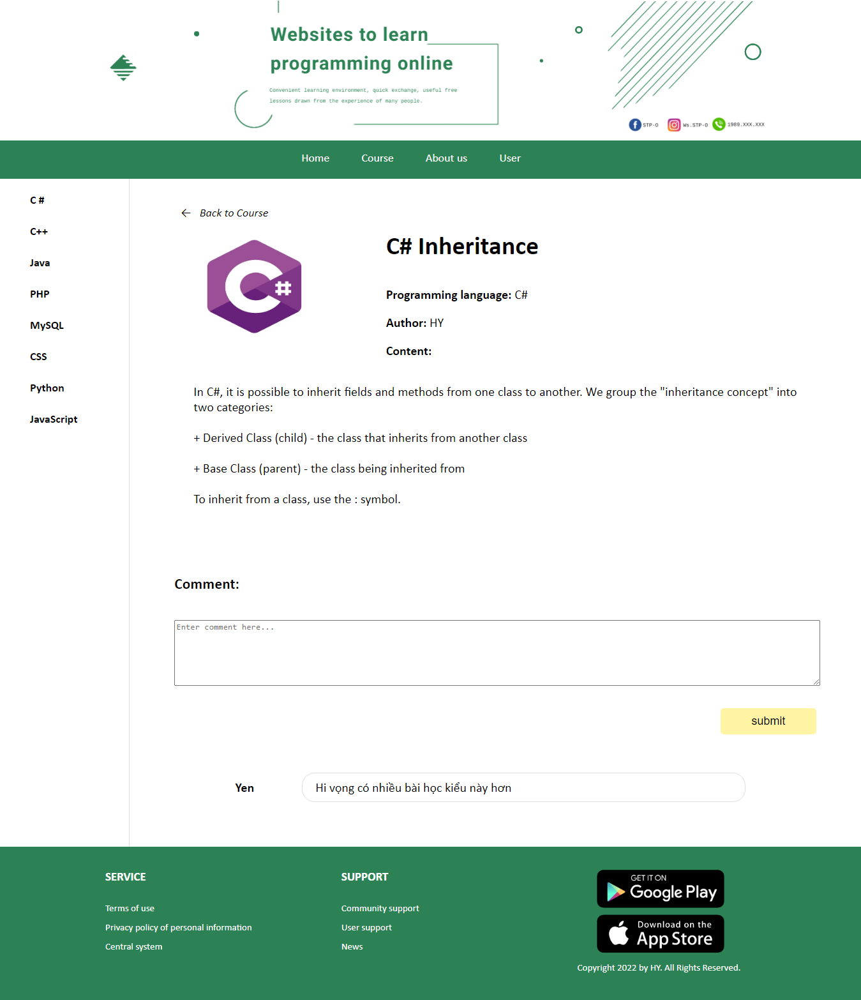 Websites to learn
programming online
Convenient learning environment, quick exchange, useful free
lessons drawn from the experience of many people.
STP-O Ws.STP-O 1989.XXX.XXX
Home Course About us User
C #
C++
Java
PHP
MySQL
CSS
Python
JavaScript
← Back to Course
C#
C# Inheritance
Programming language: C#
Author: HY
Content:
In C#, it is possible to inherit fields and methods from one class to another. We group the "inheritance concept" into
two categories:
+ Derived Class (child) - the class that inherits from another class
+ Base Class (parent) - the class being inherited from
To inherit from a class, use the : symbol.
Comment:
Enter comment here...
submit
Yen Hi vọng có nhiều bài học kiểu này hơn
SERVICE
Terms of use
Privacy policy of personal information
Central system
SUPPORT
Community support
User support
News
GET IT ON
Google Play
Download on the
App Store
Copyright 2022 by HY. All Rights Reserved.